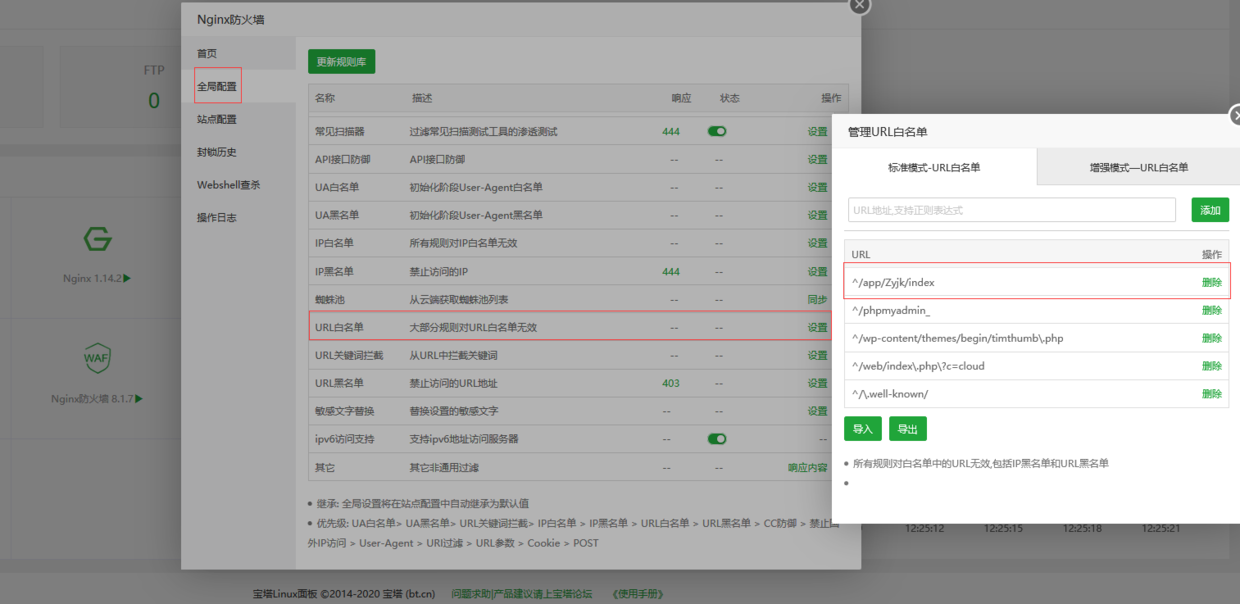 Nginx防火墙
首页
全局配置
站点配置
封锁历史
Webshell查杀
操作日志
FTP
0
Nginx 1.14.2
WAF
Nginx防火墙 8.1.7
更新规则库
名称 描述 响应 状态 操作
常见扫描器 过滤常见扫描测试工具的渗透测试 444 设置
API接口防御 API接口防御 -- -- 设置
UA白名单 初始化阶段User-Agent白名单 -- -- 设置
UA黑名单 初始化阶段User-Agent黑名单 -- -- 设置
IP白名单 所有规则对IP白名单无效 -- -- 设置
IP黑名单 禁止访问的IP 444 -- 设置
蜘蛛池 从云端获取蜘蛛池列表 -- -- 同步
URL白名单 大部分规则对URL白名单无效 -- -- 设置
URL关键词拦截 从URL中拦截关键词 -- -- 设置
URL黑名单 禁止访问的URL地址 403 -- 设置
敏感文字替换 替换设置的敏感文字 -- -- 设置
ipv6访问支持 支持ipv6地址访问服务器 -- --
其它 其它非通用过滤 -- -- 响应内容
继承: 全局设置将在站点配置中自动继承为默认值
优先级: UA白名单> UA黑名单> URL关键词拦截> IP白名单 > IP黑名单 > URL白名单 > URL黑名单 > CC防御 > 禁止国
外IP访问 > User-Agent > URI过滤 > URL参数 > Cookie > POST
管理URL白名单
标准模式-URL白名单 增强模式—URL白名单
URL地址,支持正则表达式 添加
URL 操作
^/app/Zyjk/index 删除
^/phpmyadmin_ 删除
^/wp-content/themes/begin/timthumb\.php 删除
^/web/index\.php\?c=cloud 删除
^/\.well-known/ 删除
导入 导出
所有规则对白名单中的URL无效,包括IP黑名单和URL黑名单
12:25:12 12:25:15 12:25:18 12:25:21
宝塔Linux面板 ©2014-2020 宝塔 (bt.cn) 问题求助|产品建议请上宝塔论坛 《使用手册》